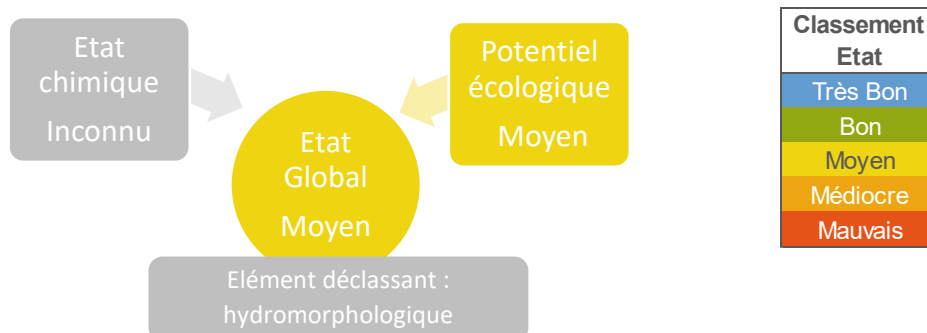 Etat
chimique
Inconnu
Potentiel
écologique
Moyen
Etat
Global
Moyen
Elément déclassant :
hydromorphologique
Classement
Etat
Très Bon
Bon
Moyen
Médiocre
Mauvais